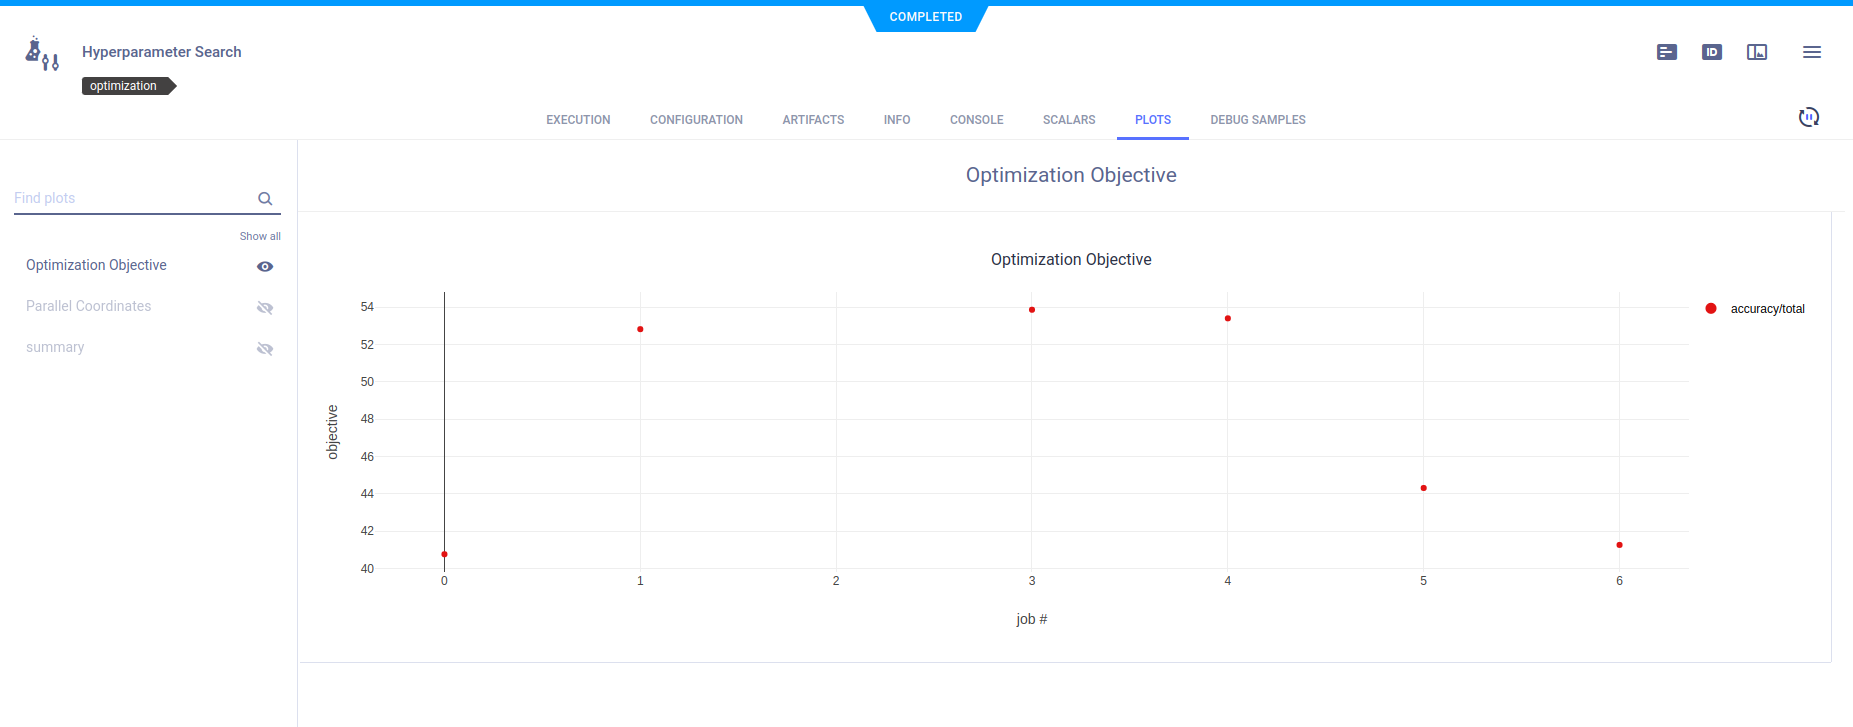 COMPLETED
Hyperparameter Search
optimization
ID
EXECUTION CONFIGURATION ARTIFACTS INFO CONSOLE SCALARS PLOTS DEBUG SAMPLES
Find plots
Show all
Optimization Objective
Parallel Coordinates
summary
Optimization Objective
Optimization Objective
accuracy/total
objective
54
52
50
48
46
44
42
40
0 1 2 3 4 5 6
job #